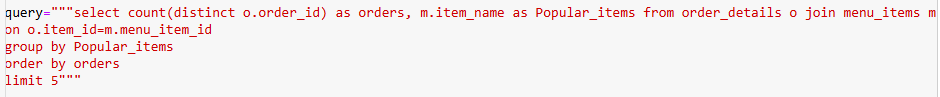 query="""select count(distinct o.order_id) as orders, m.item_name as Popular_items from order_details o join menu_items m
on o.item_id=m.menu_item_id
group by Popular_items
order by orders
limit 5"""